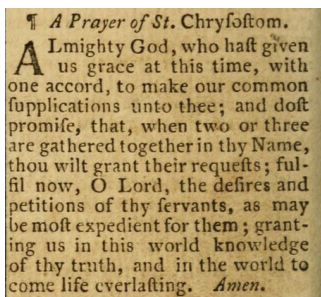 ¶ A Prayer of St. Chryſoſtom.
ALmighty God, who haſt given
us grace at this time, with
one accord, to make our common
ſupplications unto thee; and doſt
promiſe, that, when two or three
are gathered together in thy Name,
thou wilt grant their requeſts; ful-
fil now, O Lord, the deſires and
petitions of thy ſervants, as may
be moſt expedient for them; grant-
ing us in this world knowledge
of thy truth, and in the world to
come life everlaſting. Amen.